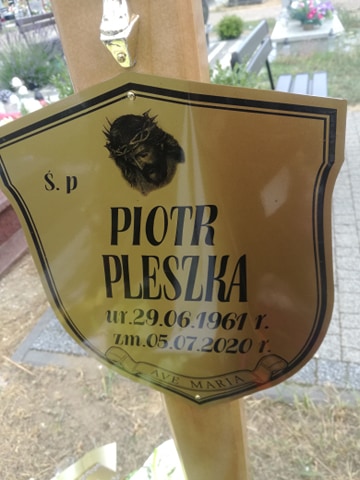 Ś. p
PIOTR
PLESZKA
ur.29.06.1961 r.
zm.05.07.2020 r.
AVE MARIA